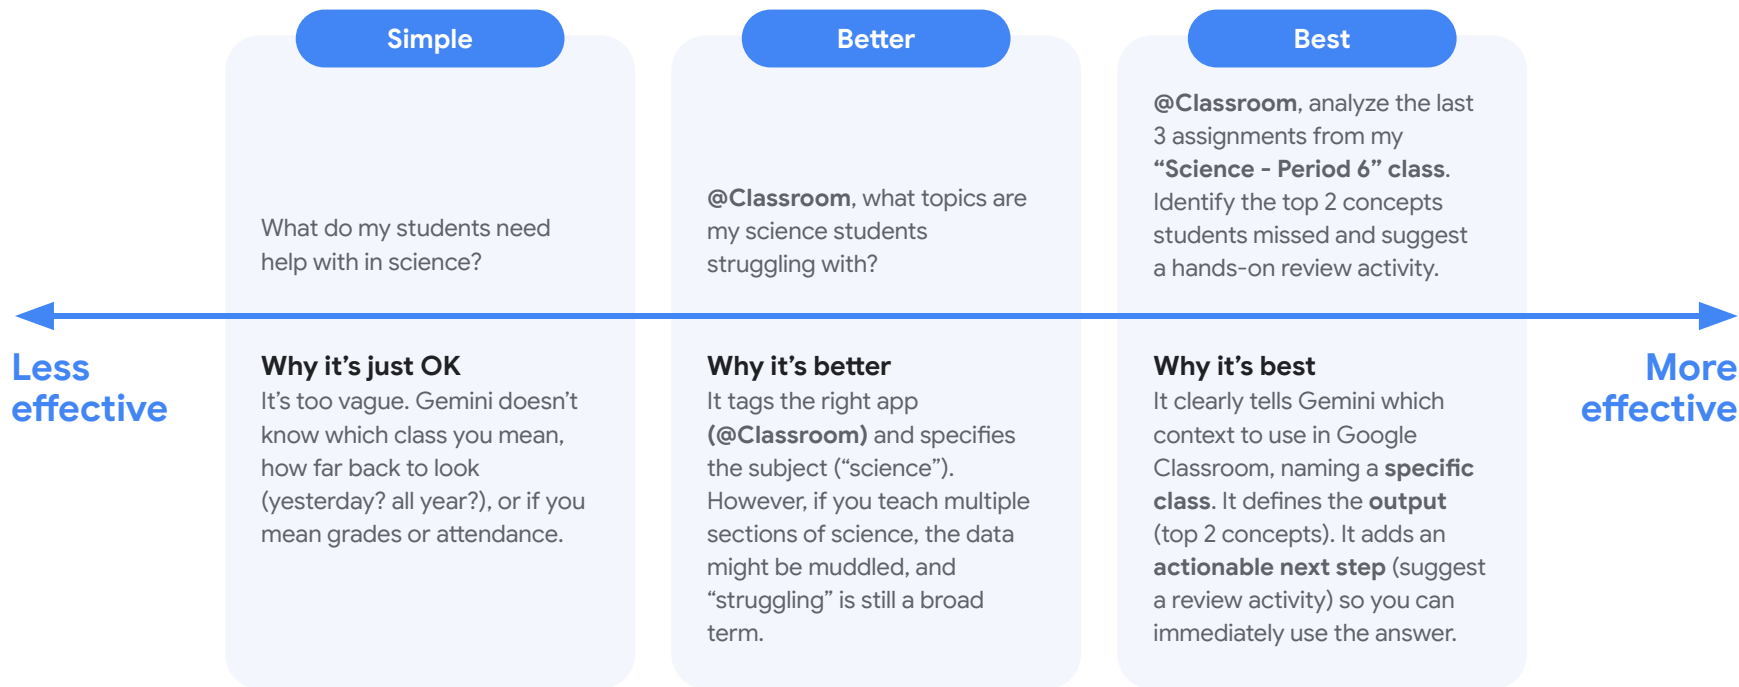 Simple
What do my students need
help with in science?
Why it’s just OK
It’s too vague. Gemini doesn’t
know which class you mean,
how far back to look
(yesterday? all year?), or if you
mean grades or attendance.
Better
@Classroom, what topics are
my science students
struggling with?
Why it’s better
It tags the right app
(@Classroom) and specifies
the subject (“science”).
However, if you teach multiple
sections of science, the data
might be muddled, and
“struggling” is still a broad
term.
Best
@Classroom, analyze the last
3 assignments from my
“Science - Period 6” class.
Identify the top 2 concepts
students missed and suggest
a hands-on review activity.
Why it’s best
It clearly tells Gemini which
context to use in Google
Classroom, naming a specific
class. It defines the output
(top 2 concepts). It adds an
actionable next step (suggest
a review activity) so you can
immediately use the answer.
Less
effective
More
effective